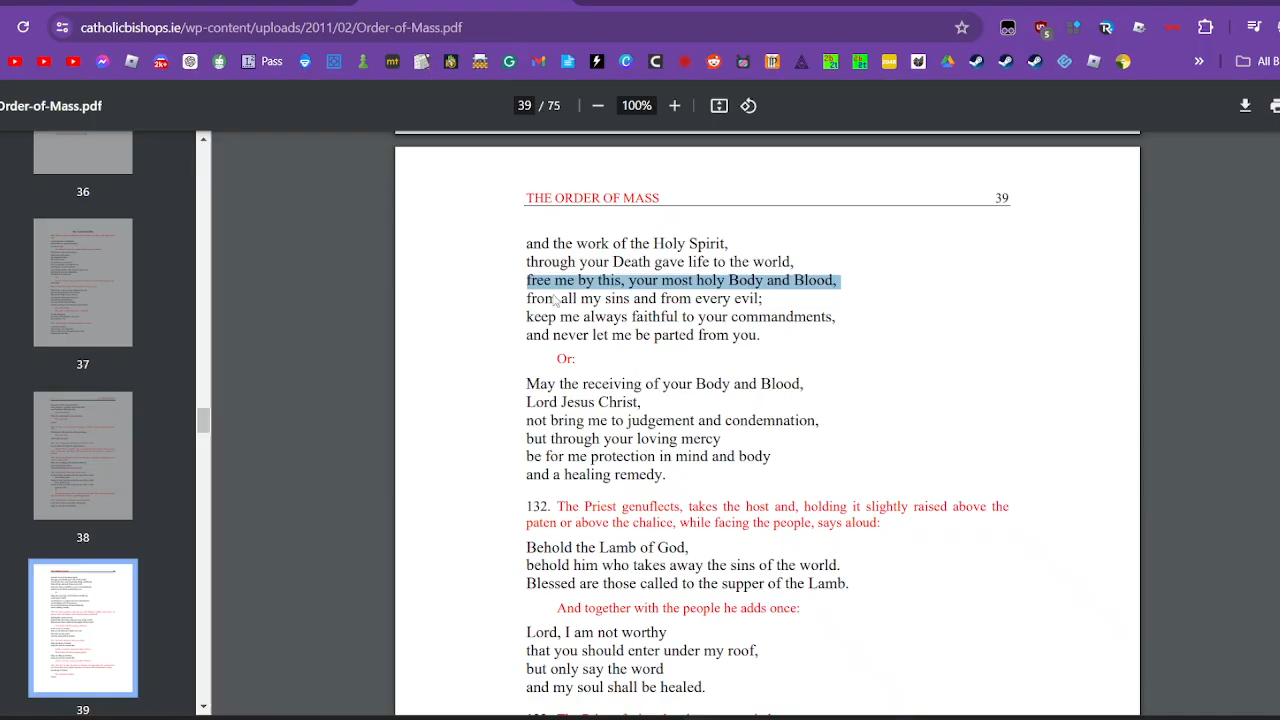 catholicbishops.ie/wp-content/uploads/2011/02/Order-of-Mass.pdf
5
Pass
All B
Order-of-Mass.pdf
39 / 75
100%
36
37
38
39
THE ORDER OF MASS 39
and the work of the Holy Spirit,
through your Death gave life to the world,
free me by this, your most holy Body and Blood,
from all my sins and from every evil;
keep me always faithful to your commandments,
and never let me be parted from you.
Or:
May the receiving of your Body and Blood,
Lord Jesus Christ,
not bring me to judgement and condemnation,
but through your loving mercy
be for me protection in mind and body
and a healing remedy.
132. The Priest genuflects, takes the host and, holding it slightly raised above the
paten or above the chalice, while facing the people, says aloud:
Behold the Lamb of God,
behold him who takes away the sins of the world.
Blessed are those called to the supper of the Lamb.
And together with the people he adds once:
Lord, I am not worthy
that you should enter under my roof,
but only say the word
and my soul shall be healed.